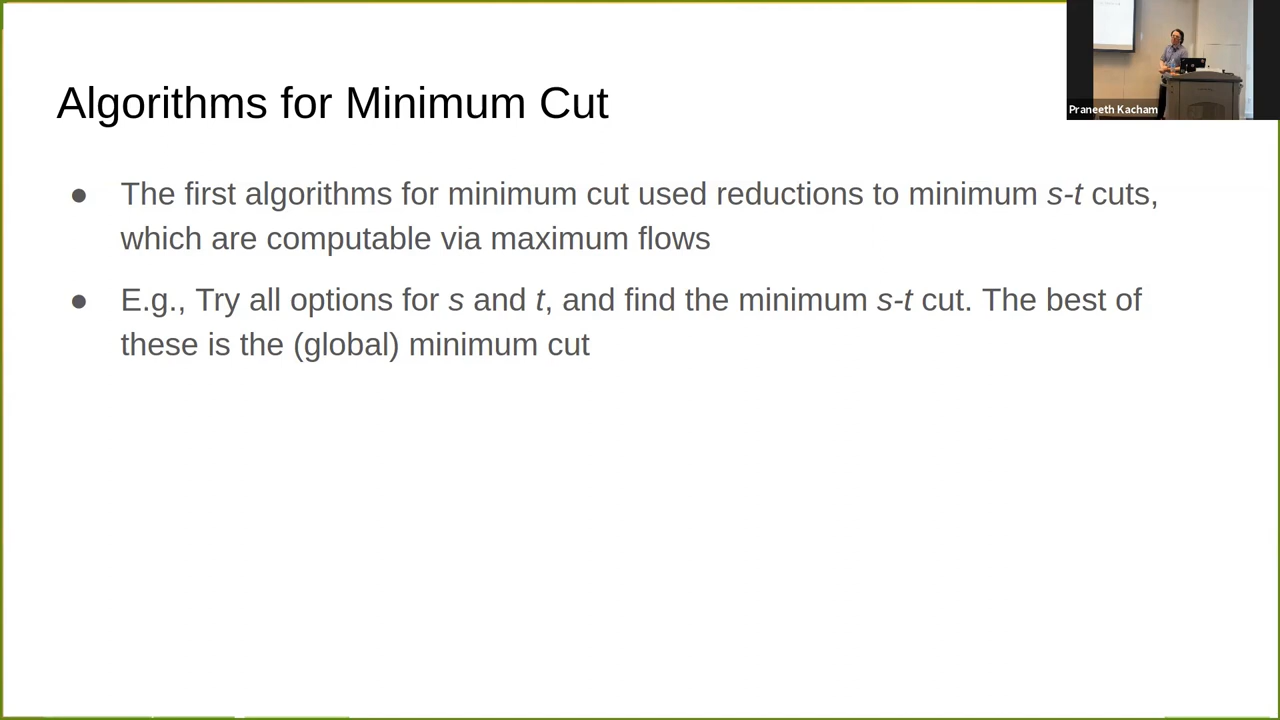 Algorithms for Minimum Cut
● The first algorithms for minimum cut used reductions to minimum s-t cuts,
which are computable via maximum flows
● E.g., Try all options for s and t, and find the minimum s-t cut. The best of
these is the (global) minimum cut
Praneeth Kacham